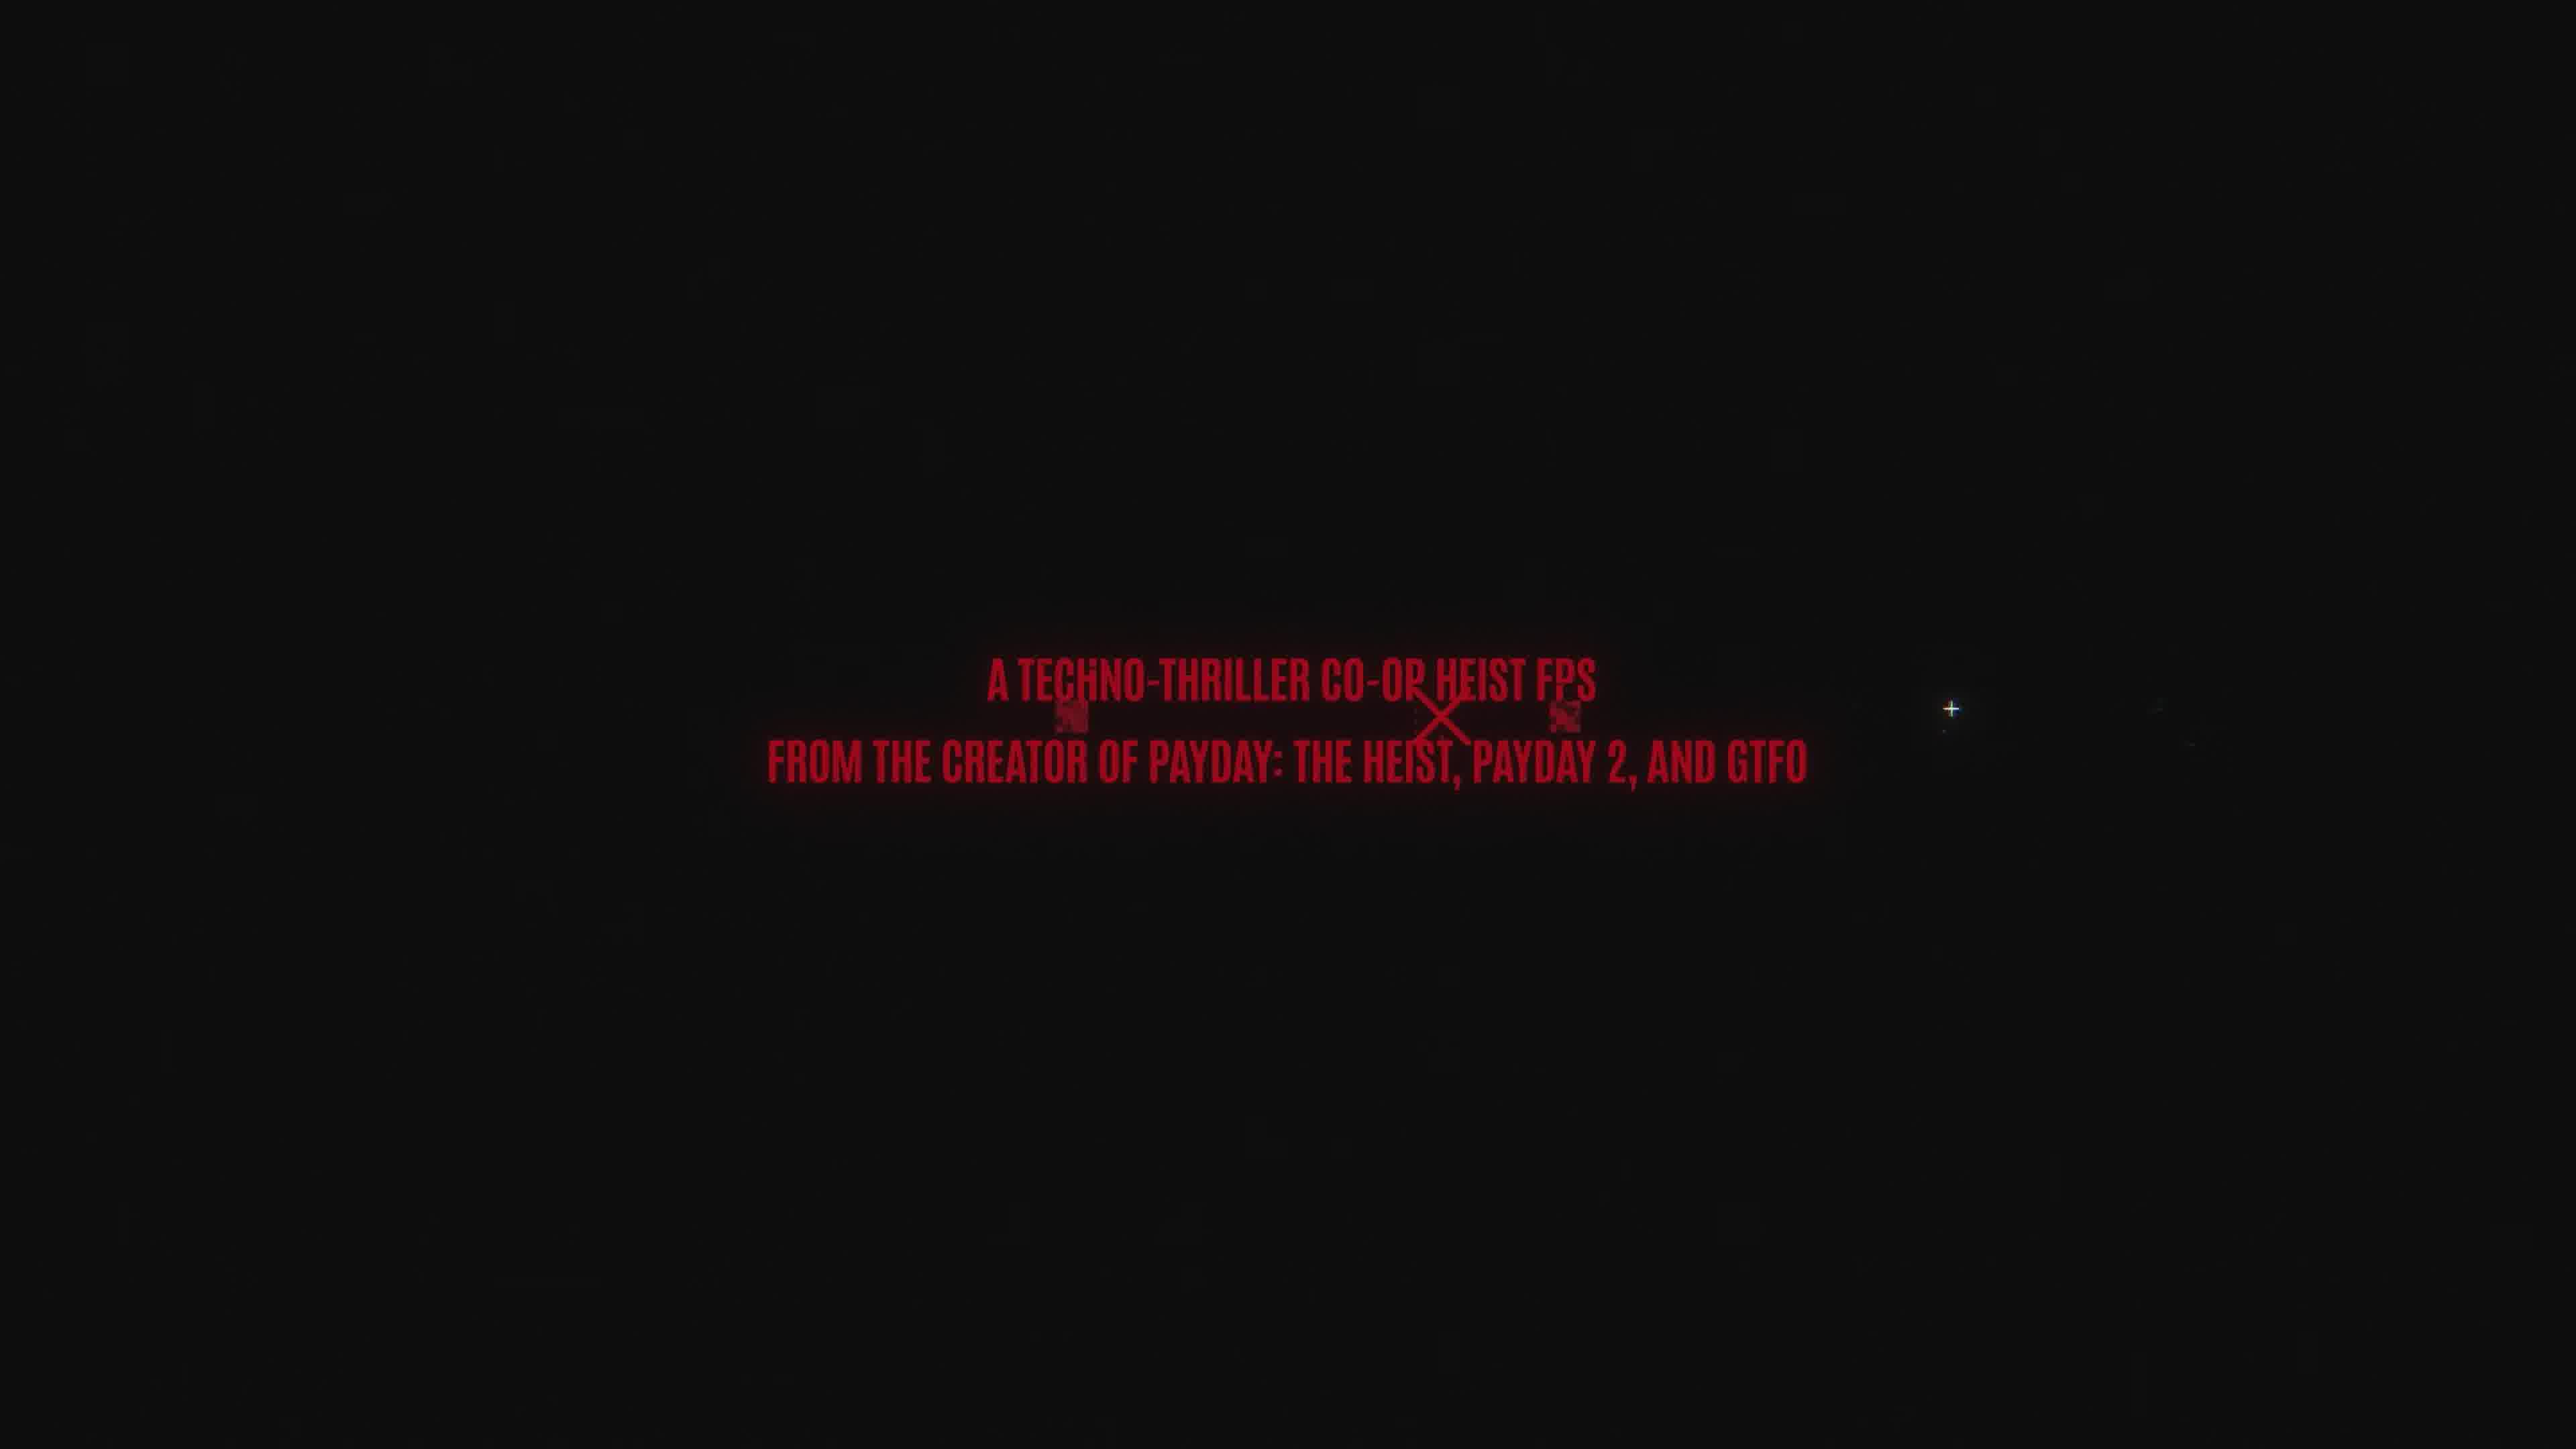 A TECHNO-THRILLER CO-OP HEIST FPS
FROM THE CREATOR OF PAYDAY: THE HEIST, PAYDAY 2, AND GTFO